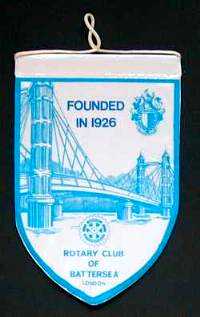 FOUNDED
IN 1926
ROTARY CLUB
OF
BATTERSEA
LONDON